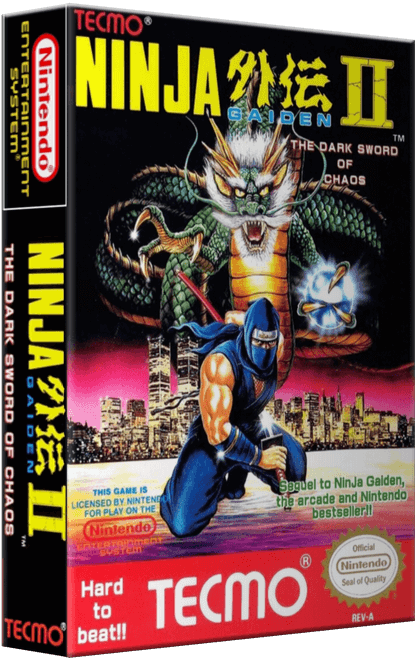 Nintendo®
ENTERTAINMENT
SYSTEM®
NINJA 外伝 II
GAIDEN
THE DARK SWORD OF CHAOS
™
TECMO®
TECMO®
NINJA 外伝 II
GAIDEN
™
THE DARK SWORD
OF
CHAOS
THIS GAME IS
LICENSED BY NINTENDO
FOR PLAY ON THE
Nintendo®
ENTERTAINMENT
SYSTEM
Sequel to Ninja Gaiden,
the arcade and Nintendo
bestseller!!
Hard
to
beat!!
TECMO®
Official
Nintendo
Seal of Quality
REV-A